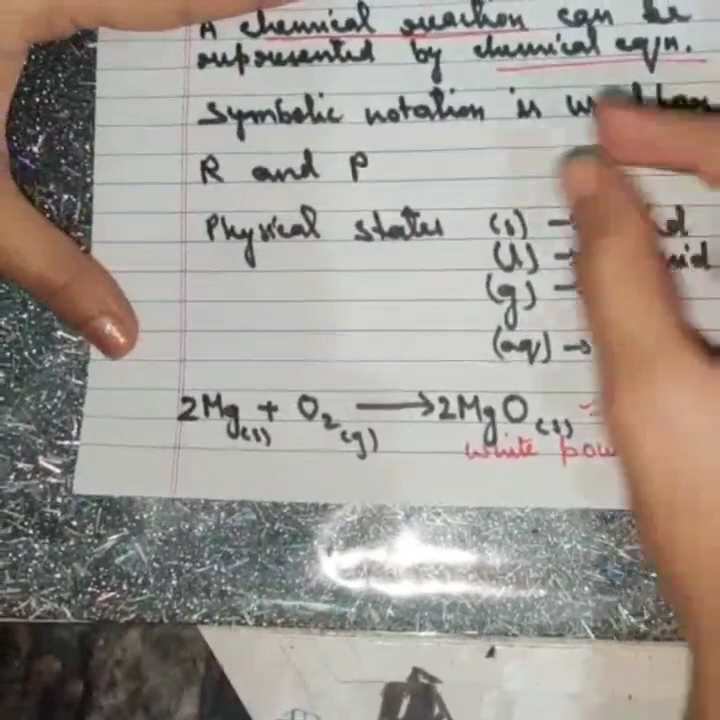 A chemical reaction can be
represented by chemical eqn.
Symbolic notation is
R and P
Physical states (s) →
(l) →
(g) →
(aq) →
2Mg(s) + O2(g) → 2MgO(s)
white